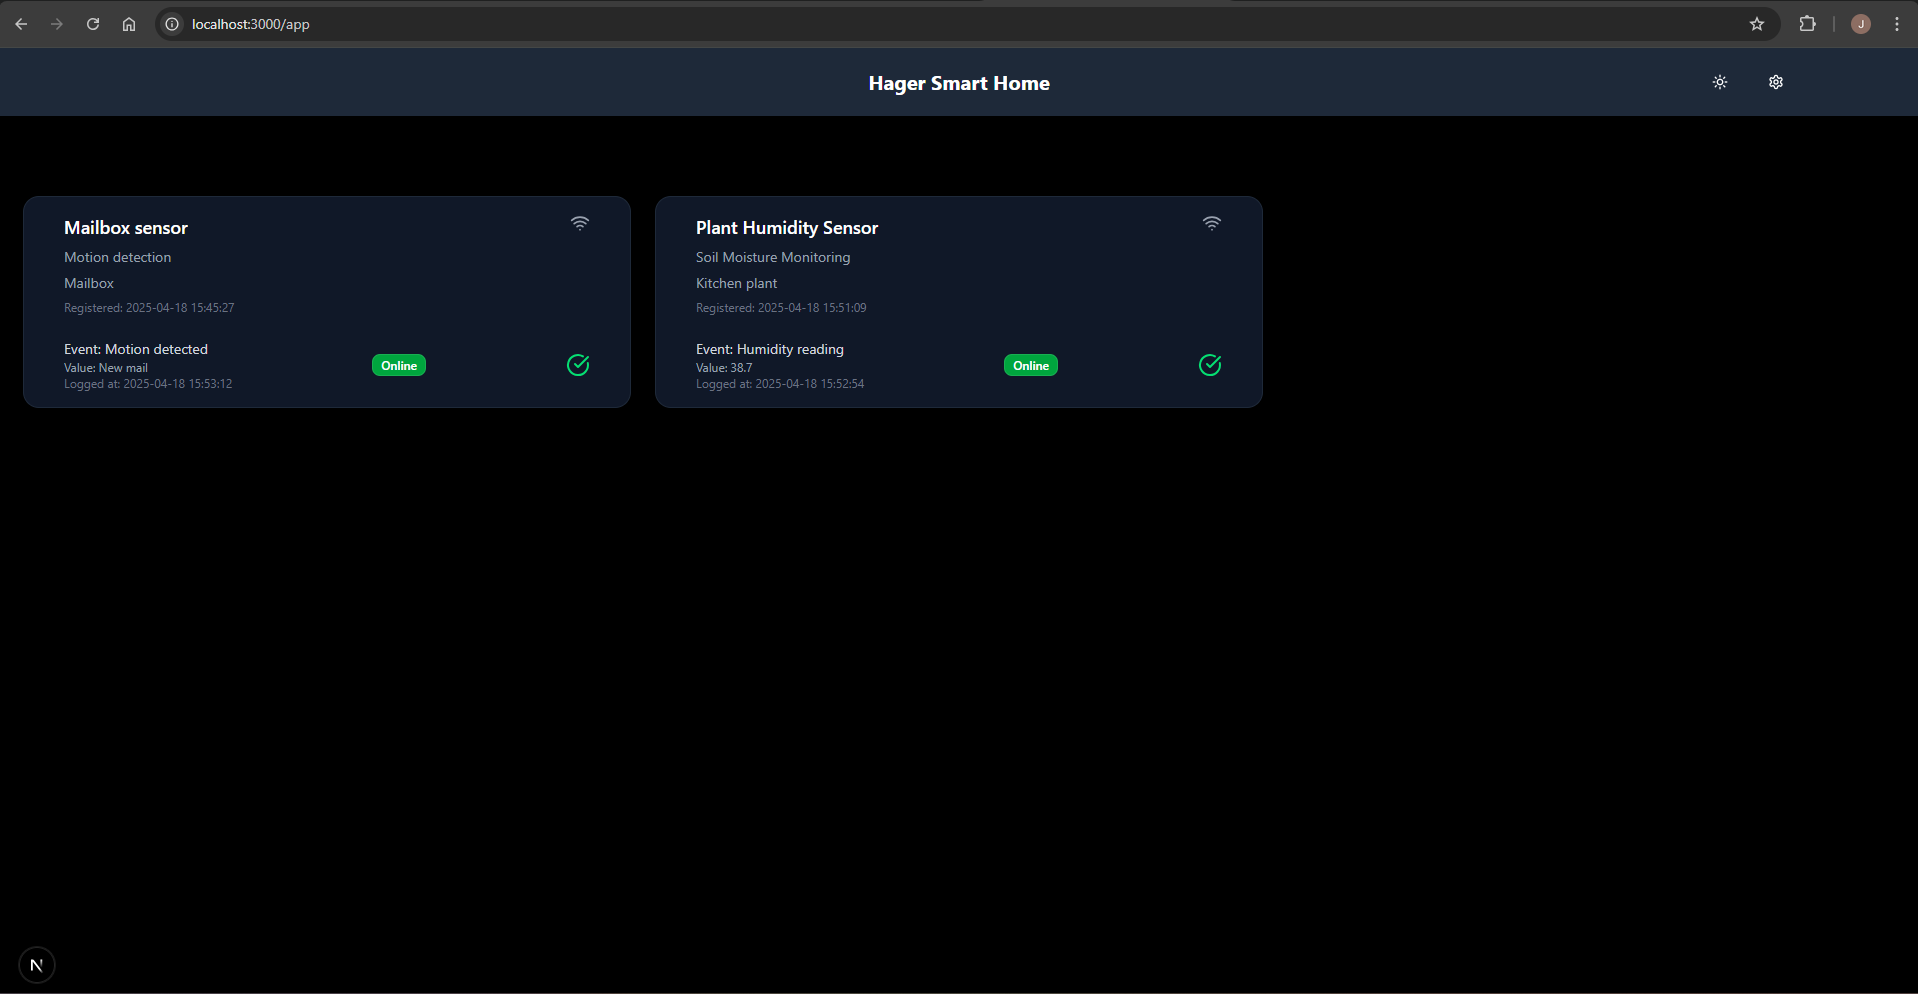 localhost:3000/app
J
Hager Smart Home
Mailbox sensor
Motion detection
Mailbox
Registered: 2025-04-18 15:45:27
Event: Motion detected
Value: New mail
Logged at: 2025-04-18 15:53:12
Online
Plant Humidity Sensor
Soil Moisture Monitoring
Kitchen plant
Registered: 2025-04-18 15:51:09
Event: Humidity reading
Value: 38.7
Logged at: 2025-04-18 15:52:54
Online
N